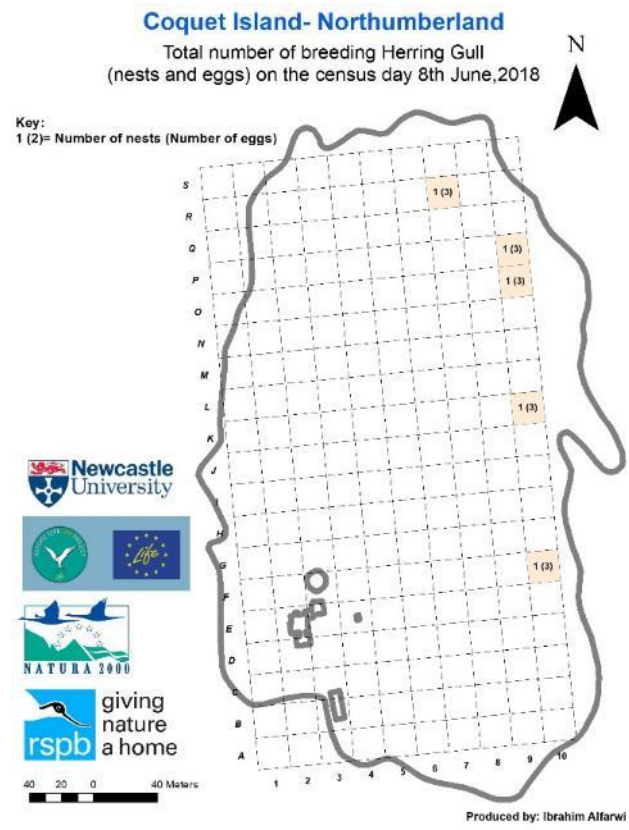 Coquet Island- Northumberland
Total number of breeding Herring Gull
(nests and eggs) on the census day 8th June,2018
N
Key:
1 (2)= Number of nests (Number of eggs)
S
1 (3)
R
Q
1 (3)
P
1 (3)
O
N
M
L
1 (3)
K
J
I
H
G
1 (3)
F
E
D
C
B
A
1 2 3 4 5 6 7 8 9 10
Newcastle
University
Life
NATURA 2000
rspb
giving
nature
a home
40 20 0 40 Meters
Produced by: Ibrahim Alfarwi